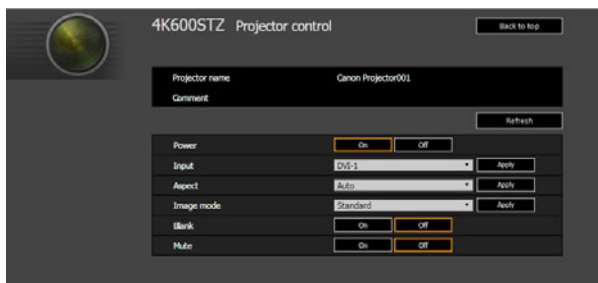 4K600STZ Projector control
Back to top
Projector name Canon Projector001
Comment
Refresh
Power On Off
Input DVI-1 Apply
Aspect Auto Apply
Image mode Standard Apply
Blank On Off
Mute On Off